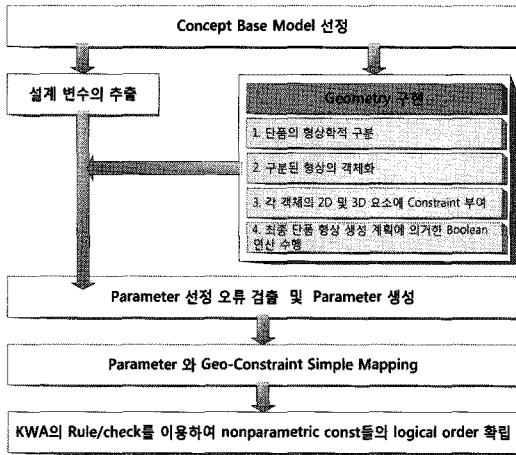 Concept Base Model 선정
설계 변수의 추출
Geometry 구현
1. 단품의 형상학적 구분
2. 구분된 형상의 객체화
3. 각 객체의 2D 및 3D 요소에 Constraint 부여
4. 최종 단품 형상 생성 계획에 의거한 Boolean
연산 수행
Parameter 선정 오류 검출 및 Parameter 생성
Parameter 와 Geo-Constraint Simple Mapping
KWA의 Rule/check를 이용하여 nonparametric const들의 logical order 확립